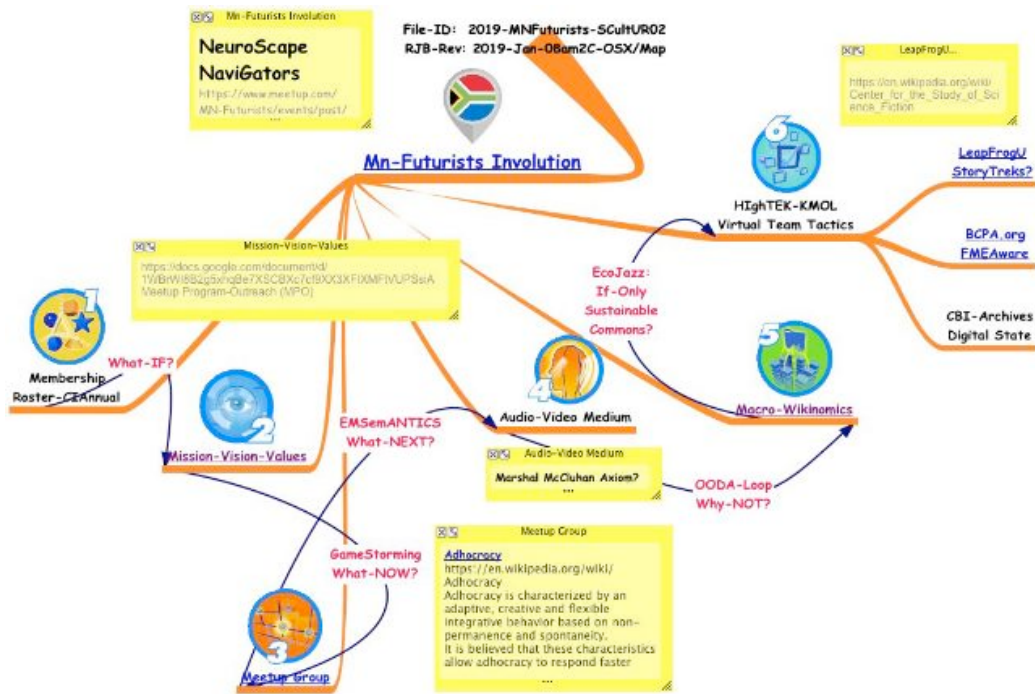 Mn-Futurists Involution
NeuroScape
NaviGators
https://www.meetup.com/
MN-Futurists/events/past/
...
File-ID: 2019-MNFuturists-SCultUR02
RJB-Rev: 2019-Jan-08am2C-OSX/Map
Mn-Futurists Involution
LeapFrogU...
https://en.wikipedia.org/wiki/
Center_for_the_Study_of_Sci
ence_Fiction
6
HIghTEK-KMOL
Virtual Team Tactics
LeapFrogU
StoryTreks?
BCPA.org
FMEAware
CBI-Archives
Digital State
Mission-Vision-Values
https://docs.google.com/document/d/
Meetup Program-Outreach (MPO)
EcoJazz:
If-Only
Sustainable
Commons?
1
What-IF?
Membership
Roster-CIAnnual
2
Mission-Vision-Values
EMSemANTICS
What-NEXT?
4
Audio-Video Medium
Audio-Video Medium
Marshal McCluhan Axiom?
...
5
Macro-Wikinomics
OODA-Loop
Why-NOT?
GameStorming
What-NOW?
3
Meetup Group
Meetup Group
Adhocracy
https://en.wikipedia.org/wiki/
Adhocracy
Adhocracy is characterized by an
adaptive, creative and flexible
integrative behavior based on non-
permanence and spontaneity.
It is believed that these characteristics
allow adhocracy to respond faster
...